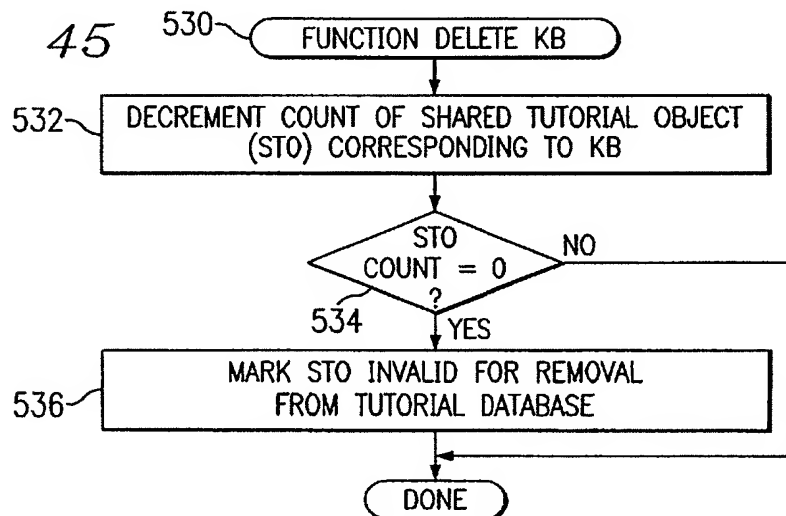 45
530
FUNCTION DELETE KB
532
DECREMENT COUNT OF SHARED TUTORIAL OBJECT
(STO) CORRESPONDING TO KB
STO
COUNT = 0
?
NO
534
YES
536
MARK STO INVALID FOR REMOVAL
FROM TUTORIAL DATABASE
DONE